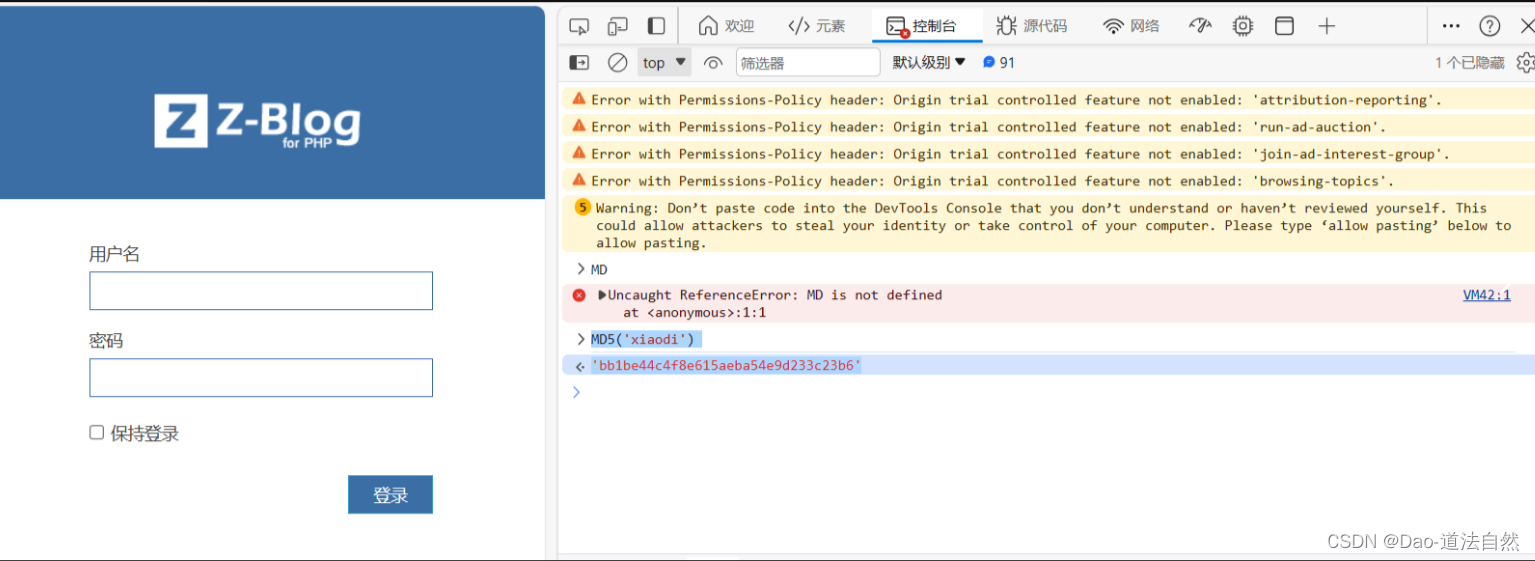 Z Z-Blog
for PHP
用户名
密码
保持登录
登录
欢迎
元素
控制台
源代码
网络
top
筛选器
默认级别
91
1 个已隐藏
Error with Permissions-Policy header: Origin trial controlled feature not enabled: 'attribution-reporting'.
Error with Permissions-Policy header: Origin trial controlled feature not enabled: 'run-ad-auction'.
Error with Permissions-Policy header: Origin trial controlled feature not enabled: 'join-ad-interest-group'.
Error with Permissions-Policy header: Origin trial controlled feature not enabled: 'browsing-topics'.
5 Warning: Don’t paste code into the DevTools Console that you don’t understand or haven’t reviewed yourself. This
could allow attackers to steal your identity or take control of your computer. Please type ‘allow pasting’ below to
allow pasting.
MD
Uncaught ReferenceError: MD is not defined VM42:1
at <anonymous>:1:1
MD5('xiaodi')
'bb1be44c4f8e615aeba54e9d233c23b6'
CSDN @Dao-道法自然